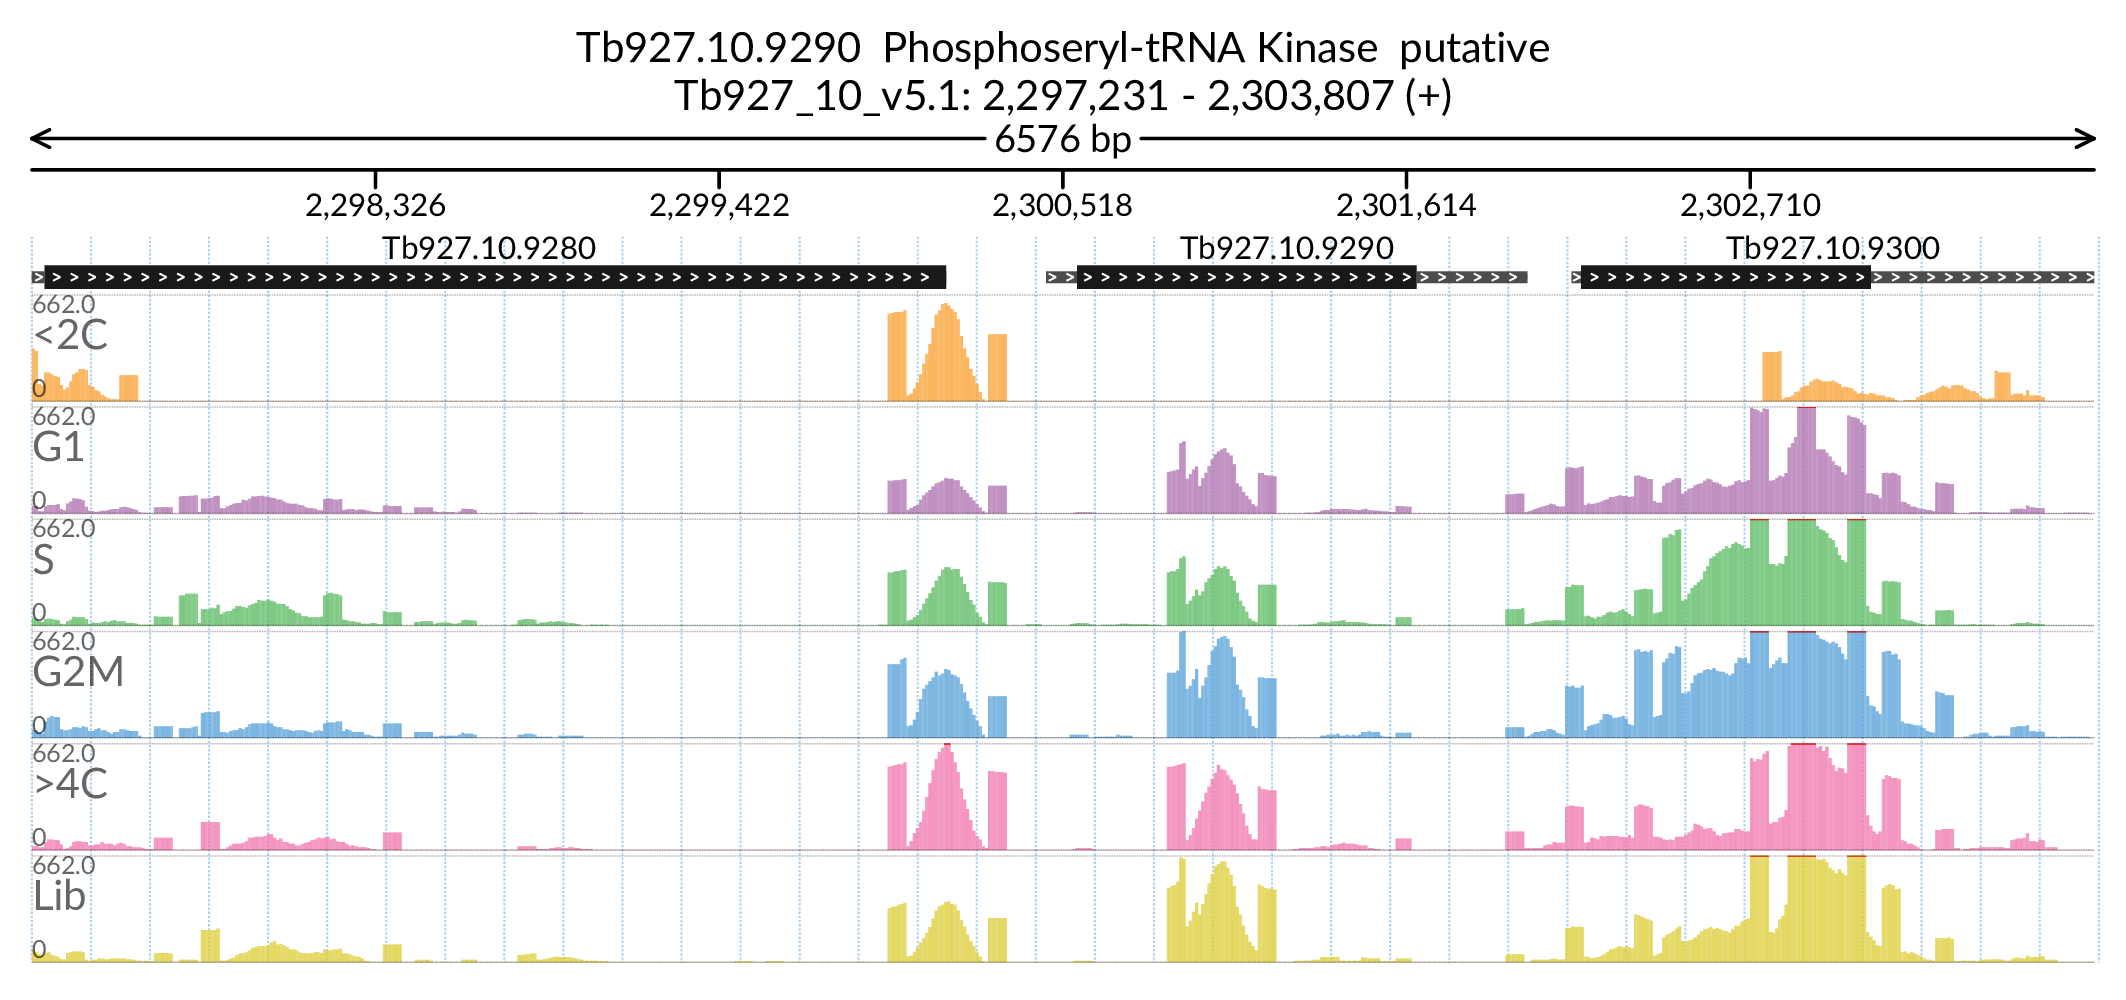 Tb927.10.9290 Phosphoseryl-tRNA Kinase putative
Tb927_10_v5.1: 2,297,231 - 2,303,807 (+)
6576 bp
2,298,326 2,299,422 2,300,518 2,301,614 2,302,710
Tb927.10.9280 Tb927.10.9290 Tb927.10.9300
662.0
<2C
0
662.0
G1
0
662.0
S
0
662.0
G2M
0
662.0
>4C
0
662.0
Lib
0